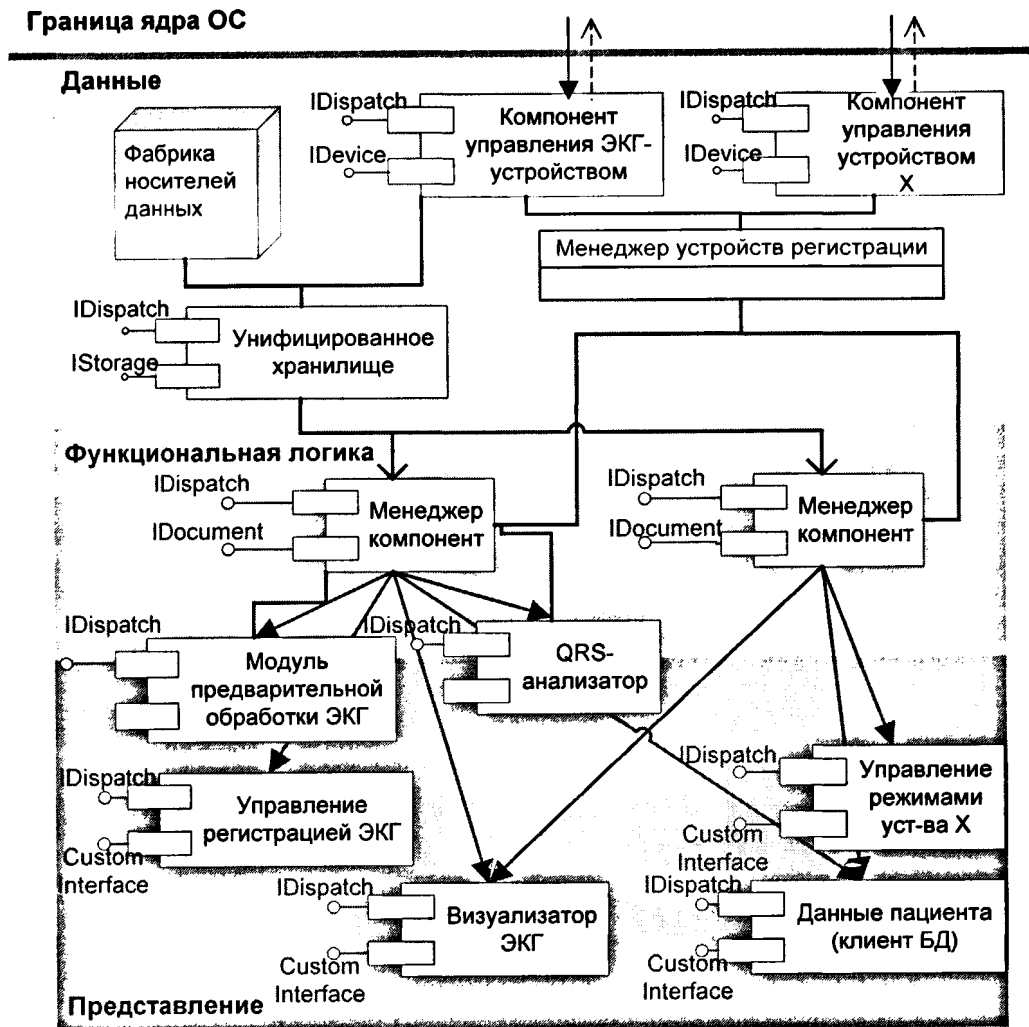 Граница ядра ОС
Данные
IDispatch
IDevice
Компонент
управления ЭКГ-
устройством
IDispatch
IDevice
Компонент
управления
устройством
X
Фабрика
носителей
данных
Менеджер устройств регистрации
IDispatch
IStorage
Унифицированное
хранилище
Функциональная логика
IDispatch
IDocument
Менеджер
компонент
IDispatch
IDocument
Менеджер
компонент
IDispatch
Модуль
предварительной
обработки ЭКГ
IDispatch
QRS-
анализатор
IDispatch
Custom
Interface
Управление
регистрацией ЭКГ
IDispatch
Custom
Interface
Управление
режимами
уст-ва X
IDispatch
Custom
Interface
Визуализатор
ЭКГ
IDispatch
Custom
Interface
Данные пациента
(клиент БД)
Представление